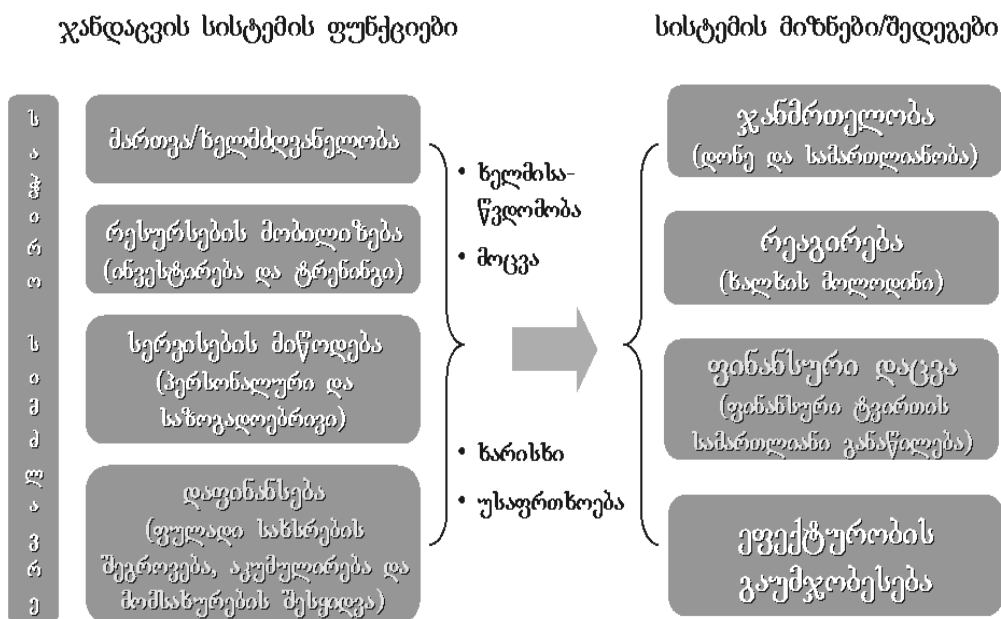 ჯანდაცვის სისტემის ფუნქციები
სისტემის მიზნები/შედეგები
საჭირო სიმძლავრე
მართვა/ხელმძღვანელობა
რესურსების მობილიზება
(ინვესტირება და ტრენინგი)
სერვისების მიწოდება
(პერსონალური და
საზოგადოებრივი)
დაფინანსება
(ფულადი სახსრების
შეგროვება, აკუმულირება და
მომსახურების შესყიდვა)
• ხელმისა-
წვდომობა
• მოცვა
• ხარისხი
• უსაფრთხოება
ჯანმრთელობა
(დონე და სამართლიანობა)
რეაგირება
(ხალხის მოლოდინი)
ფინანსური დაცვა
(ფინანსური ტვირთის
სამართლიანი განაწილება)
ეფექტურობის
გაუმჯობესება